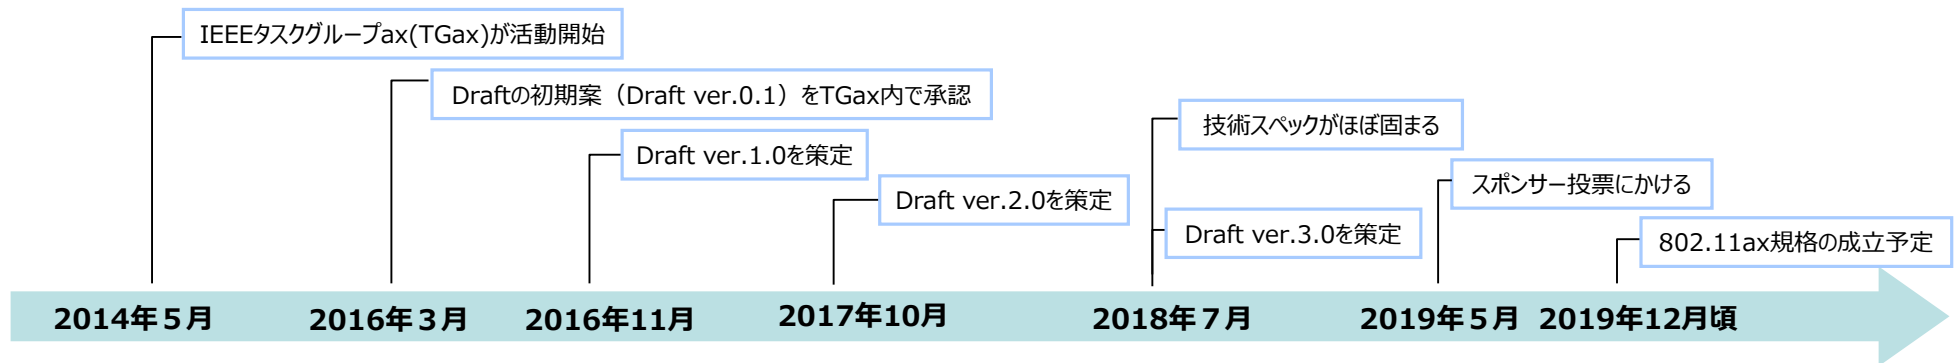 IEEEタスクグループax(TGax)が活動開始
Draftの初期案（Draft ver.0.1）をTGax内で承認
Draft ver.1.0を策定
Draft ver.2.0を策定
技術スペックがほぼ固まる
Draft ver.3.0を策定
スポンサー投票にかける
802.11ax規格の成立予定
2014年５月
2016年３月
2016年11月
2017年10月
2018年７月
2019年５月
2019年12月頃